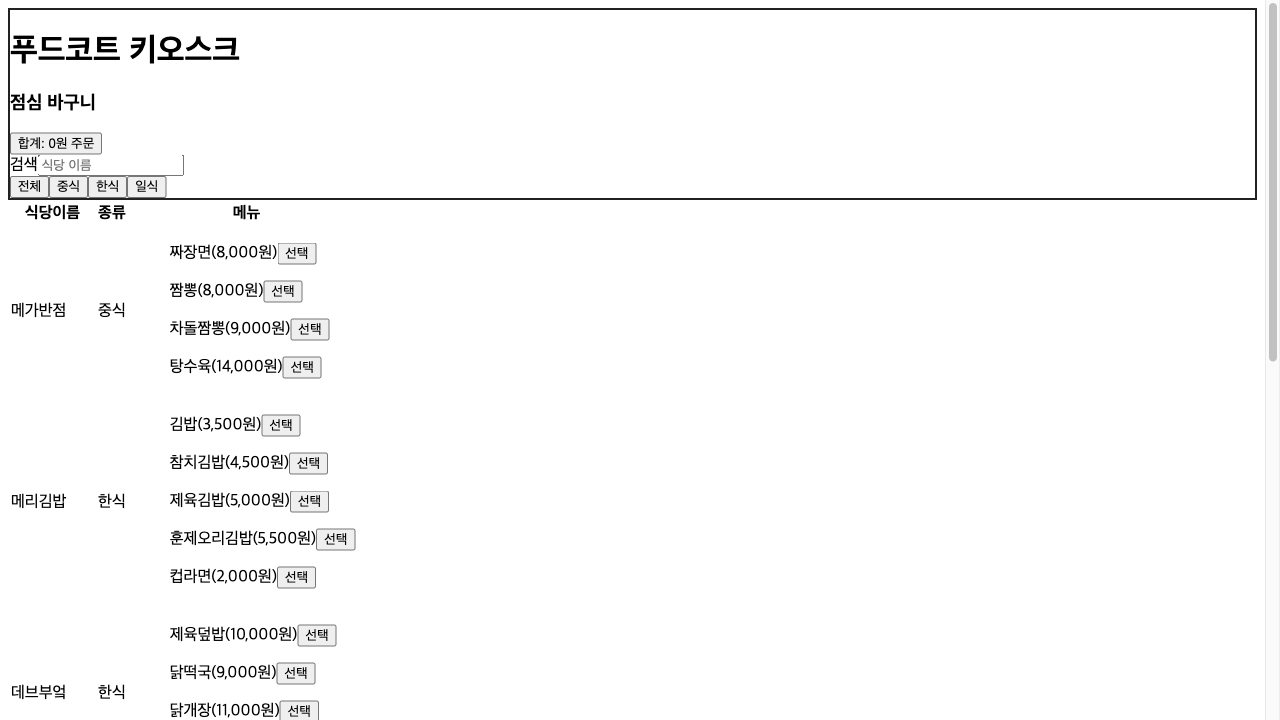 푸드코트 키오스크
점심 바구니
합계: 0원 주문
검색 식당 이름
전체 중식 한식 일식
식당이름 종류 메뉴
짜장면(8,000원) 선택
짬뽕(8,000원) 선택
메가반점 중식
차돌짬뽕(9,000원) 선택
탕수육(14,000원) 선택
김밥(3,500원) 선택
참치김밥(4,500원) 선택
메리김밥 한식 제육김밥(5,000원) 선택
훈제오리김밥(5,500원) 선택
컵라면(2,000원) 선택
제육덮밥(10,000원) 선택
닭떡국(9,000원) 선택
데브부엌 한식
닭개장(11,000원) 선택